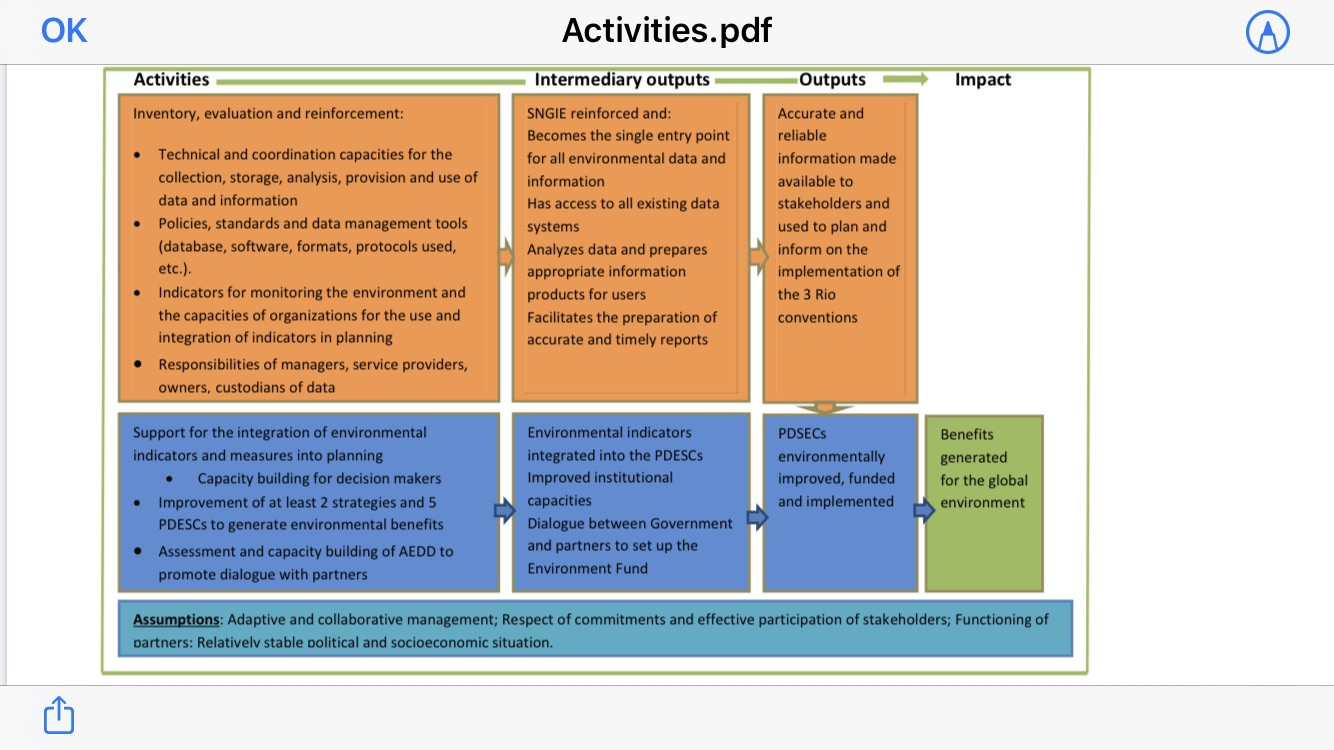 OK
Activities.pdf
Activities
Intermediary outputs
Outputs
Impact
Inventory, evaluation and reinforcement:
• Technical and coordination capacities for the
collection, storage, analysis, provision and use of
data and information
• Policies, standards and data management tools
(database, software, formats, protocols used,
etc.).
• Indicators for monitoring the environment and
the capacities of organizations for the use and
integration of indicators in planning
• Responsibilities of managers, service providers,
owners, custodians of data
SNGIE reinforced and:
Becomes the single entry point
for all environmental data and
information
Has access to all existing data
systems
Analyzes data and prepares
appropriate information
products for users
Facilitates the preparation of
accurate and timely reports
Accurate and
reliable
information made
available to
stakeholders and
used to plan and
inform on the
implementation of
the 3 Rio
conventions
Support for the integration of environmental
indicators and measures into planning
• Capacity building for decision makers
• Improvement of at least 2 strategies and 5
PDESCs to generate environmental benefits
• Assessment and capacity building of AEDD to
promote dialogue with partners
Environmental indicators
integrated into the PDESCs
Improved institutional
capacities
Dialogue between Government
and partners to set up the
Environment Fund
PDSECs
environmentally
improved, funded
and implemented
Benefits
generated
for the global
environment
Assumptions: Adaptive and collaborative management; Respect of commitments and effective participation of stakeholders; Functioning of
partners; Relatively stable political and socioeconomic situation.